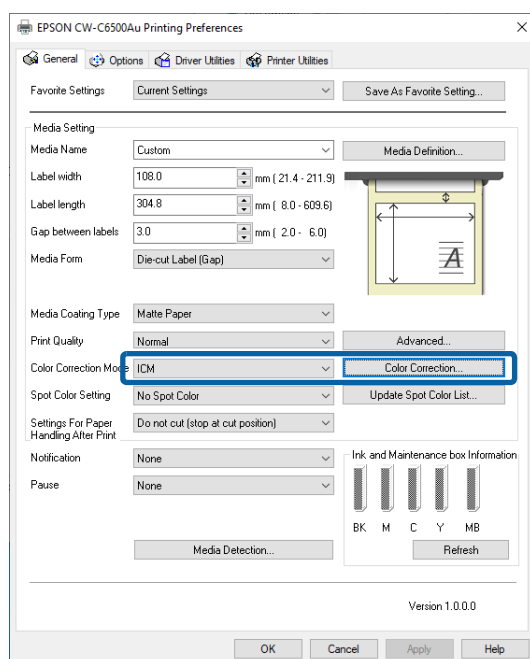 EPSON CW-C6500Au Printing Preferences
General Options Driver Utilities Printer Utilities
Favorite Settings Current Settings Save As Favorite Setting...
Media Setting
Media Name Custom Media Definition...
Label width 108.0 mm ( 21.4 - 211.9)
Label length 304.8 mm ( 8.0 - 609.6)
Gap between labels 3.0 mm ( 2.0 - 6.0)
Media Form Die-cut Label (Gap)
A
Media Coating Type Matte Paper
Print Quality Normal Advanced...
Color Correction Mode ICM Color Correction...
Spot Color Setting No Spot Color Update Spot Color List...
Settings For Paper Do not cut (stop at cut position)
Handling After Print
Notification None Ink and Maintenance box Information
Pause None
BK M C Y MB
Media Detection... Refresh
Version 1.0.0.0
OK Cancel Apply Help